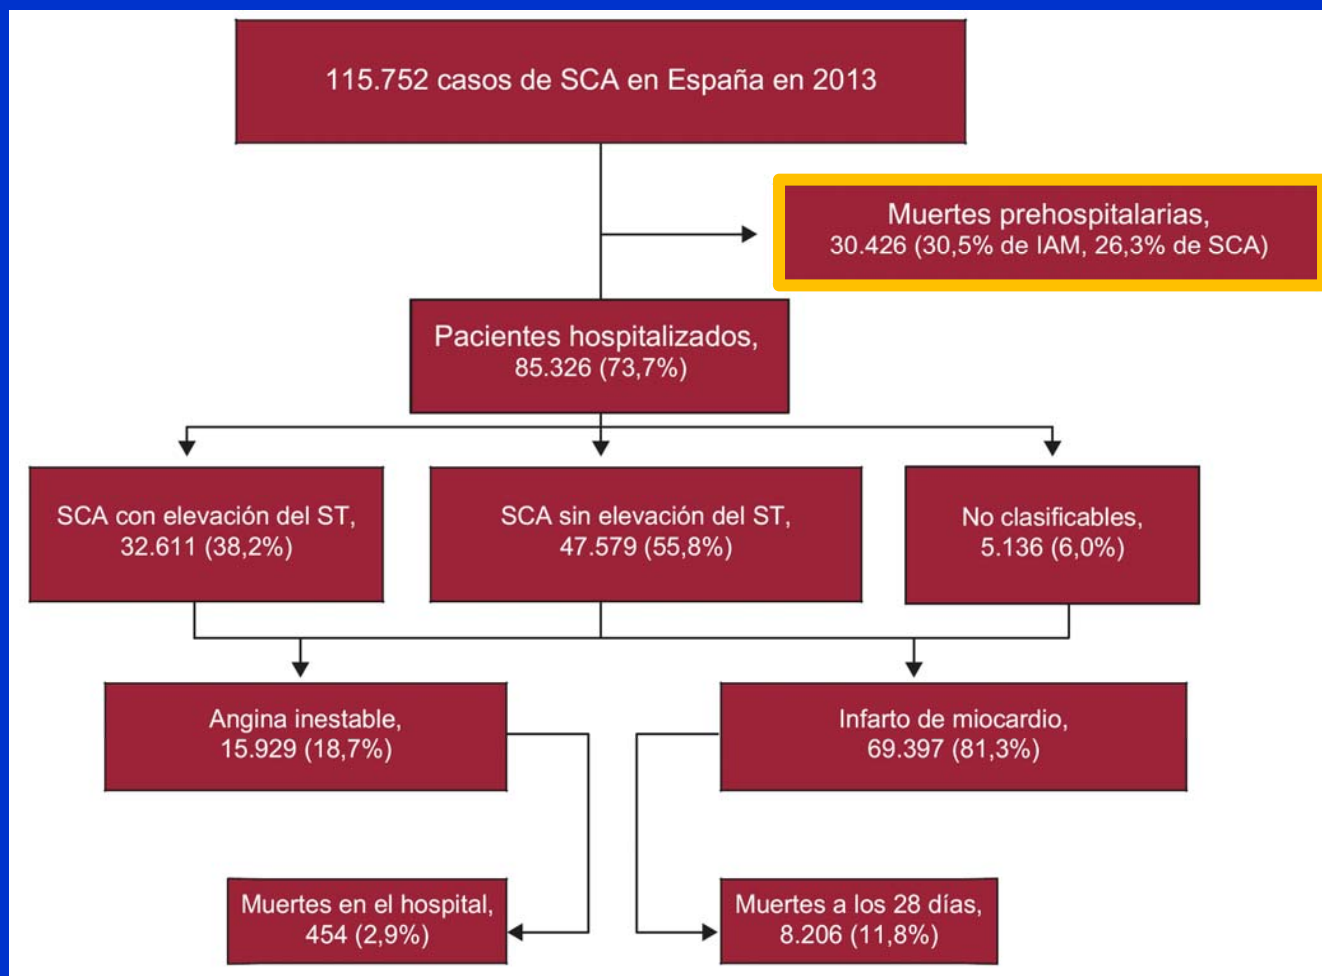 115.752 casos de SCA en España en 2013
Muertes prehospitalarias,
30.426 (30,5% de IAM, 26,3% de SCA)
Pacientes hospitalizados,
85.326 (73,7%)
SCA con elevación del ST,
32.611 (38,2%)
SCA sin elevación del ST,
47.579 (55,8%)
No clasificables,
5.136 (6,0%)
Angina inestable,
15.929 (18,7%)
Infarto de miocardio,
69.397 (81,3%)
Muertes en el hospital,
454 (2,9%)
Muertes a los 28 días,
8.206 (11,8%)